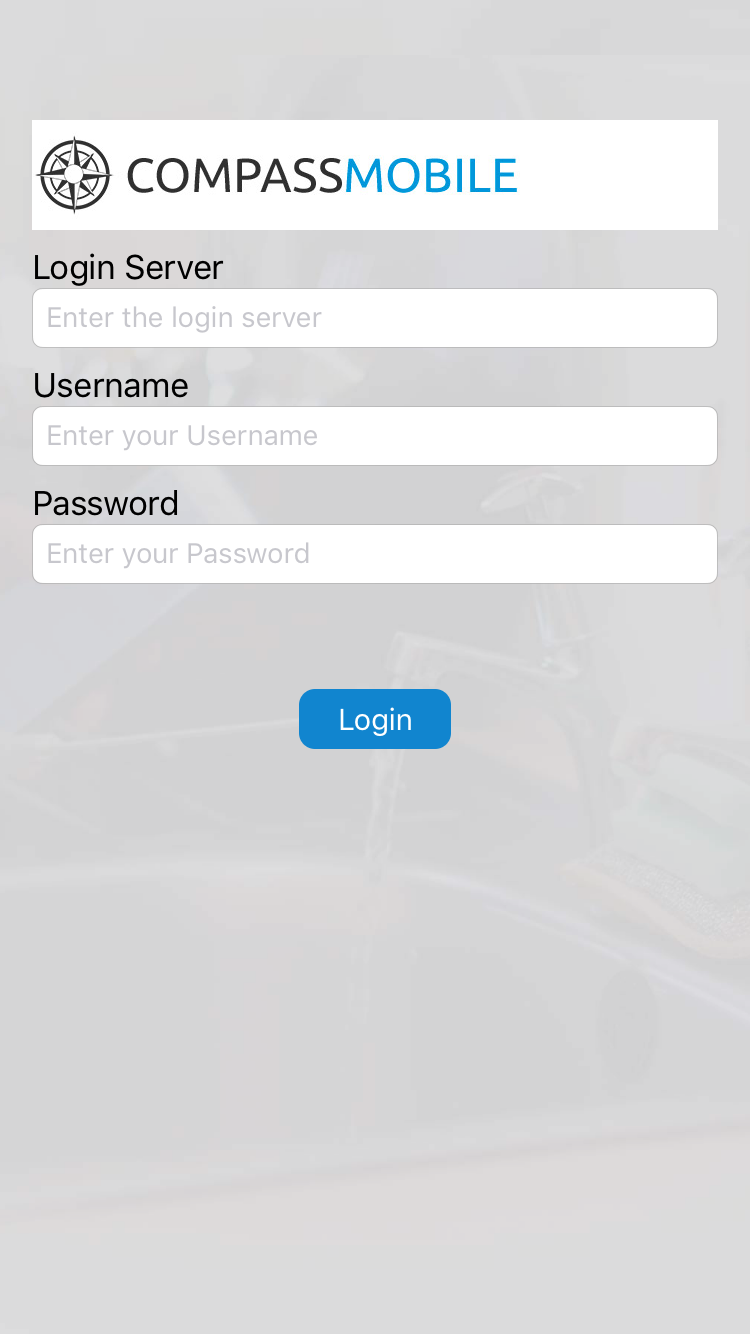 COMPASSMOBILE
Login Server
Enter the login server
Username
Enter your Username
Password
Enter your Password
Login